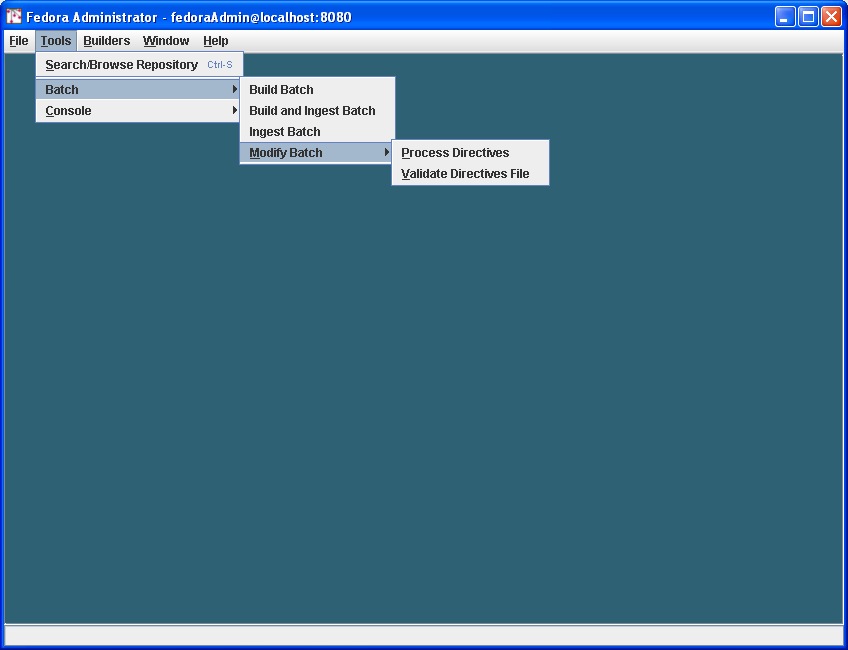 Fedora Administrator - fedoraAdmin@localhost:8080
File Tools Builders Window Help
Search/Browse Repository Ctrl-S
Batch
Console
Build Batch
Build and Ingest Batch
Ingest Batch
Modify Batch
Process Directives
Validate Directives File